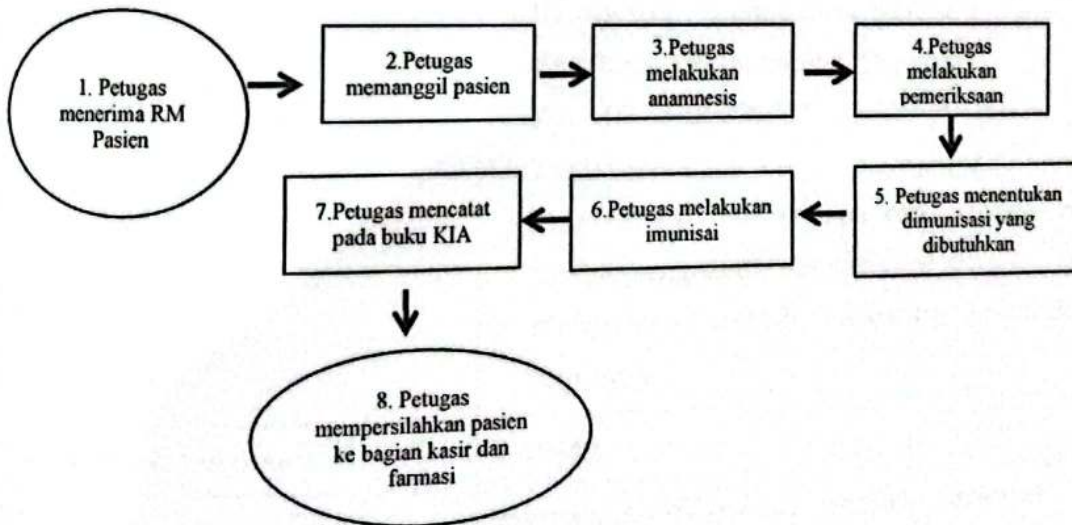 1. Petugas
menerima RM
Pasien
2.Petugas
memanggil pasien
3.Petugas
melakukan
anamnesis
4.Petugas
melakukan
pemeriksaan
5. Petugas menentukan
dimunisasi yang
dibutuhkan
6.Petugas melakukan
imunisai
7.Petugas mencatat
pada buku KIA
8. Petugas
mempersilahkan pasien
ke bagian kasir dan
farmasi